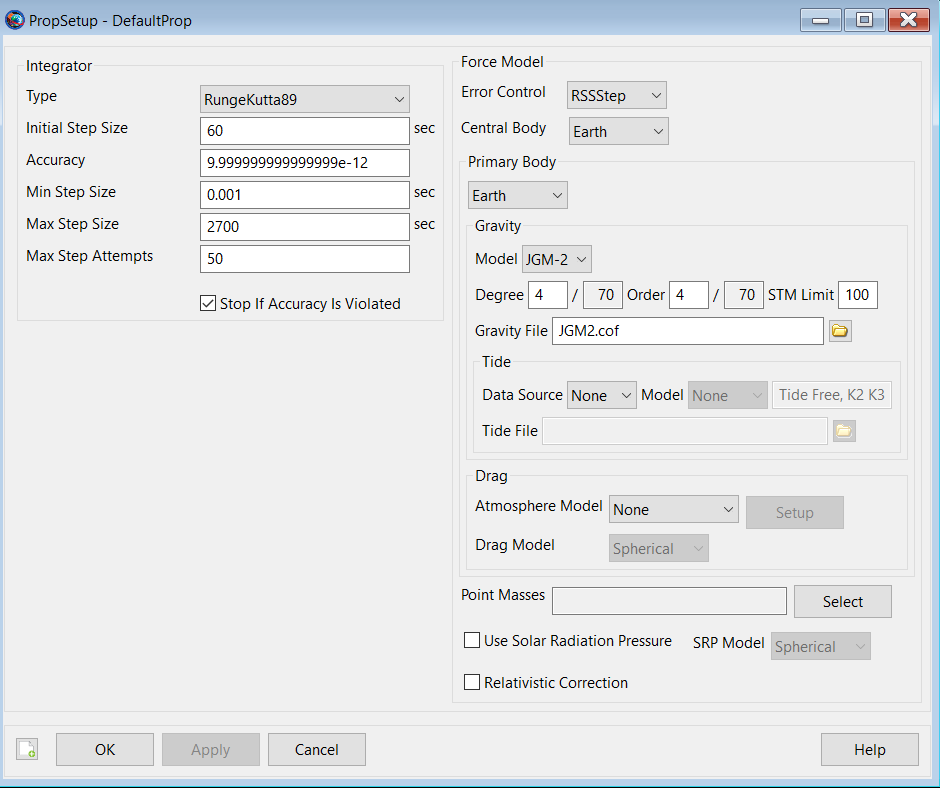 PropSetup - DefaultProp
Integrator
Type RungeKutta89
Initial Step Size 60 sec
Accuracy 9.999999999999999e-12
Min Step Size 0.001 sec
Max Step Size 2700 sec
Max Step Attempts 50
Stop If Accuracy Is Violated
Force Model
Error Control RSSStep
Central Body Earth
Primary Body
Earth
Gravity
Model JGM-2
Degree 4 / 70 Order 4 / 70 STM Limit 100
Gravity File JGM2.cof
Tide
Data Source None Model None Tide Free, K2 K3
Tide File
Drag
Atmosphere Model None Setup
Drag Model Spherical
Point Masses Select
Use Solar Radiation Pressure SRP Model Spherical
Relativistic Correction
OK Apply Cancel Help